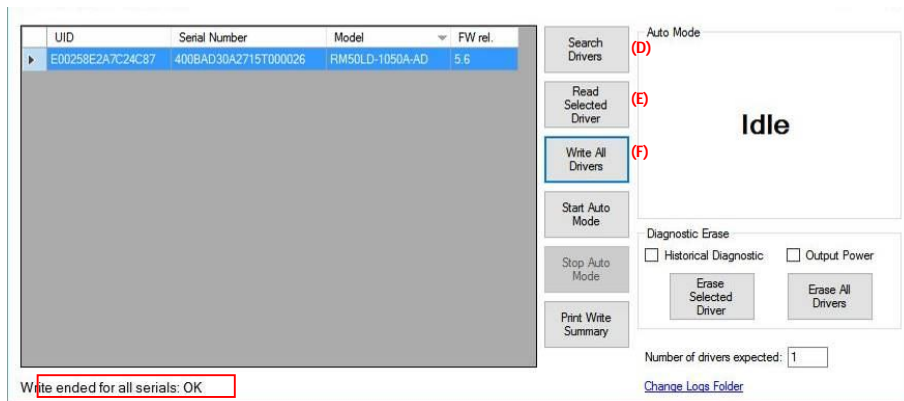 UID Serial Number Model FW rel.
E00258E2A7C24C87 400BAD30A2715T000026 RM50LD-1050A-AD 5.6
Search
Drivers
(D)
Read
Selected
Driver
(E)
Write All
Drivers
(F)
Start Auto
Mode
Stop Auto
Mode
Print Write
Summary
Auto Mode
Idle
Diagnostic Erase
Historical Diagnostic Output Power
Erase
Selected
Driver
Erase All
Drivers
Number of drivers expected: 1
Change Logs Folder
Write ended for all serials: OK